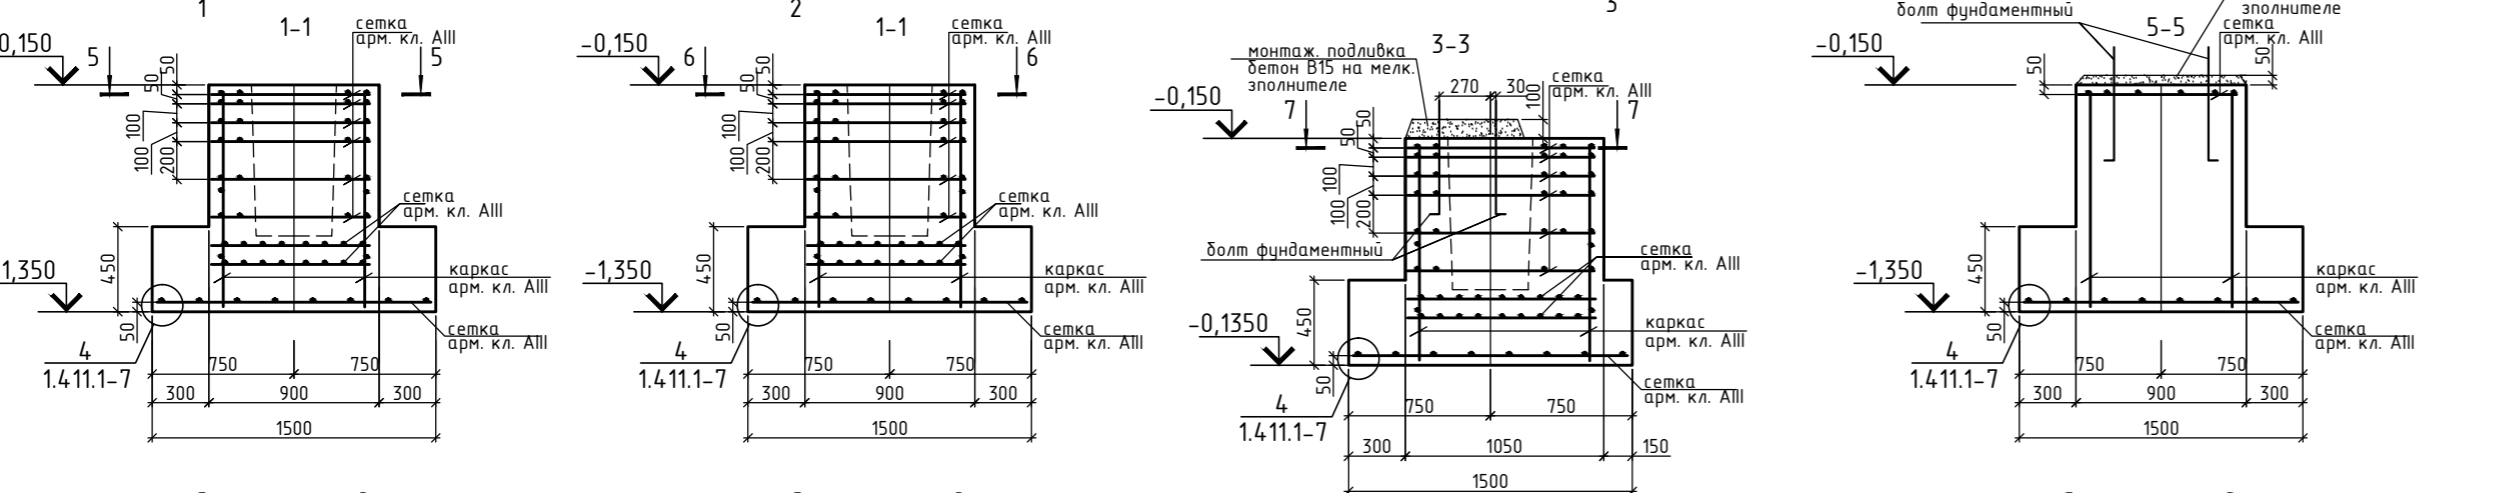 1
1-1
сетка
арм. кл. АIII
0,150
5
5
50
50
100
100
200
сетка
арм. кл. АIII
450
1,350
каркас
арм. кл. АIII
50
сетка
арм. кл. АIII
4
1.411.1-7
750
750
300
900
300
1500
2
1-1
сетка
арм. кл. АIII
-0,150
6
6
50
50
100
100
200
сетка
арм. кл. АIII
450
-1,350
каркас
арм. кл. АIII
50
сетка
арм. кл. АIII
4
1.411.1-7
750
750
300
900
300
1500
3-3
монтаж. подливка
бетон В15 на мелк.
зполнителе
270
30
сетка
арм. кл. АIII
100
-0,150
7
7
50
50
100
100
200
болт фундаментный
сетка
арм. кл. АIII
450
-0,1350
каркас
арм. кл. АIII
50
сетка
арм. кл. АIII
4
1.411.1-7
750
750
300
1050
150
1500
болт фундаментный
5-5
зполнителе
сетка
арм. кл. АIII
-0,150
50
50
450
-1,350
каркас
арм. кл. АIII
50
сетка
арм. кл. АIII
4
1.411.1-7
750
750
300
900
300
1500